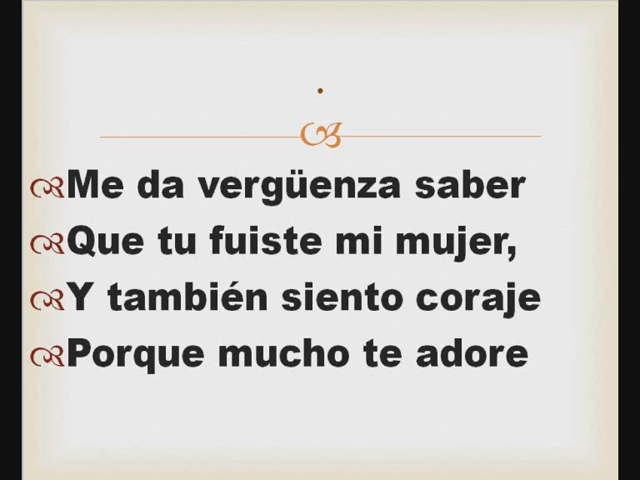 .
Me da vergüenza saber
Que tu fuiste mi mujer,
Y también siento coraje
Porque mucho te adore